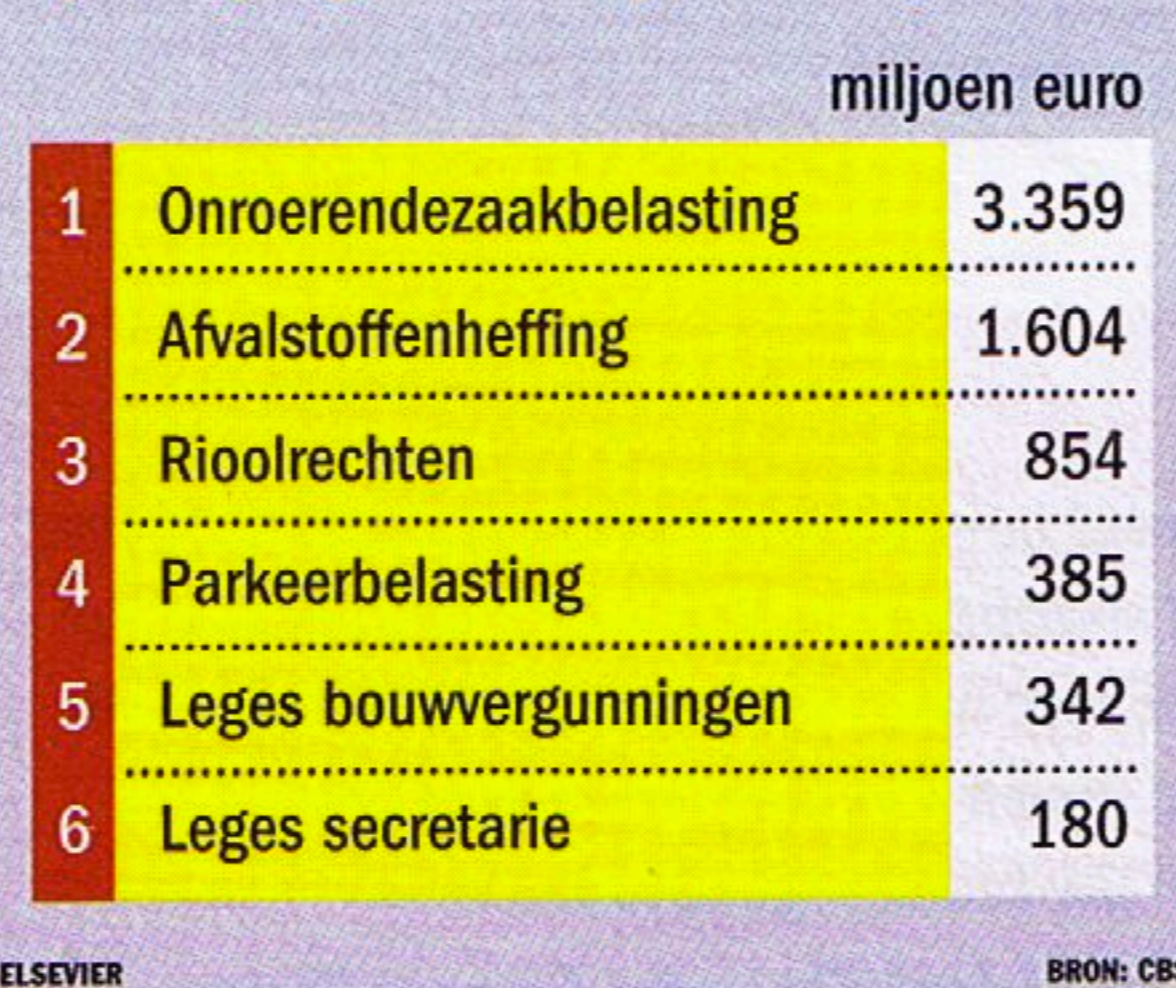 miljoen euro
1 Onroerendezaakbelasting 3.359
2 Afvalstoffenheffing 1.604
3 Rioolrechten 854
4 Parkeerbelasting 385
5 Leges bouwvergunningen 342
6 Leges secretarie 180
ELSEVIER BRON: